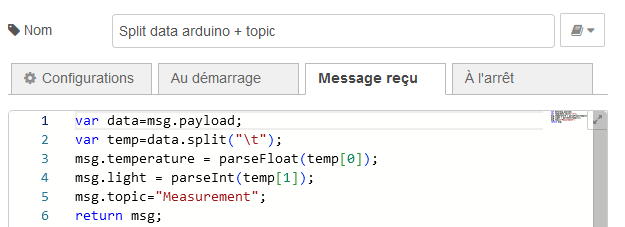 Nom
Split data arduino + topic
Configurations
Au démarrage
Message reçu
À l'arrêt
1 var data=msg.payload;
2 var temp=data.split("\t");
3 msg.temperature = parseFloat(temp[0]);
4 msg.light = parseInt(temp[1]);
5 msg.topic="Measurement";
6 return msg;